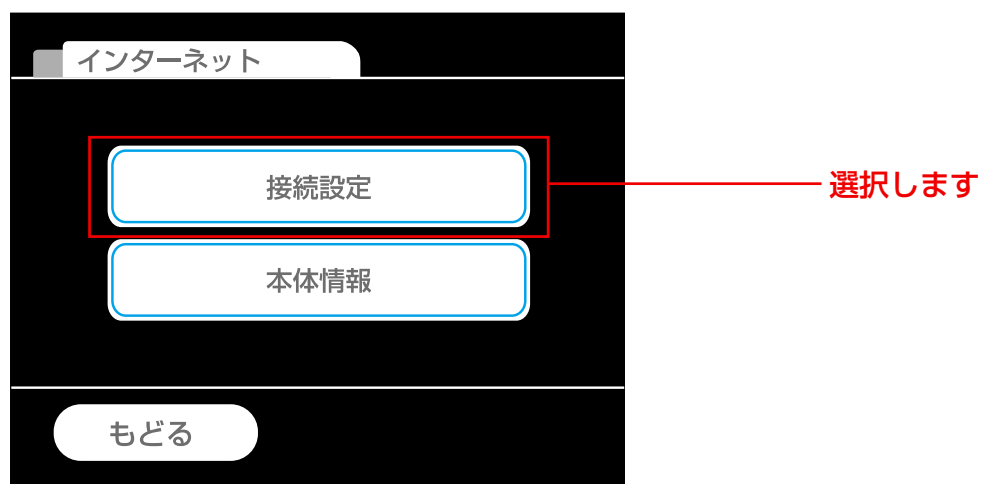 インターネット
接続設定
選択します
本体情報
もどる